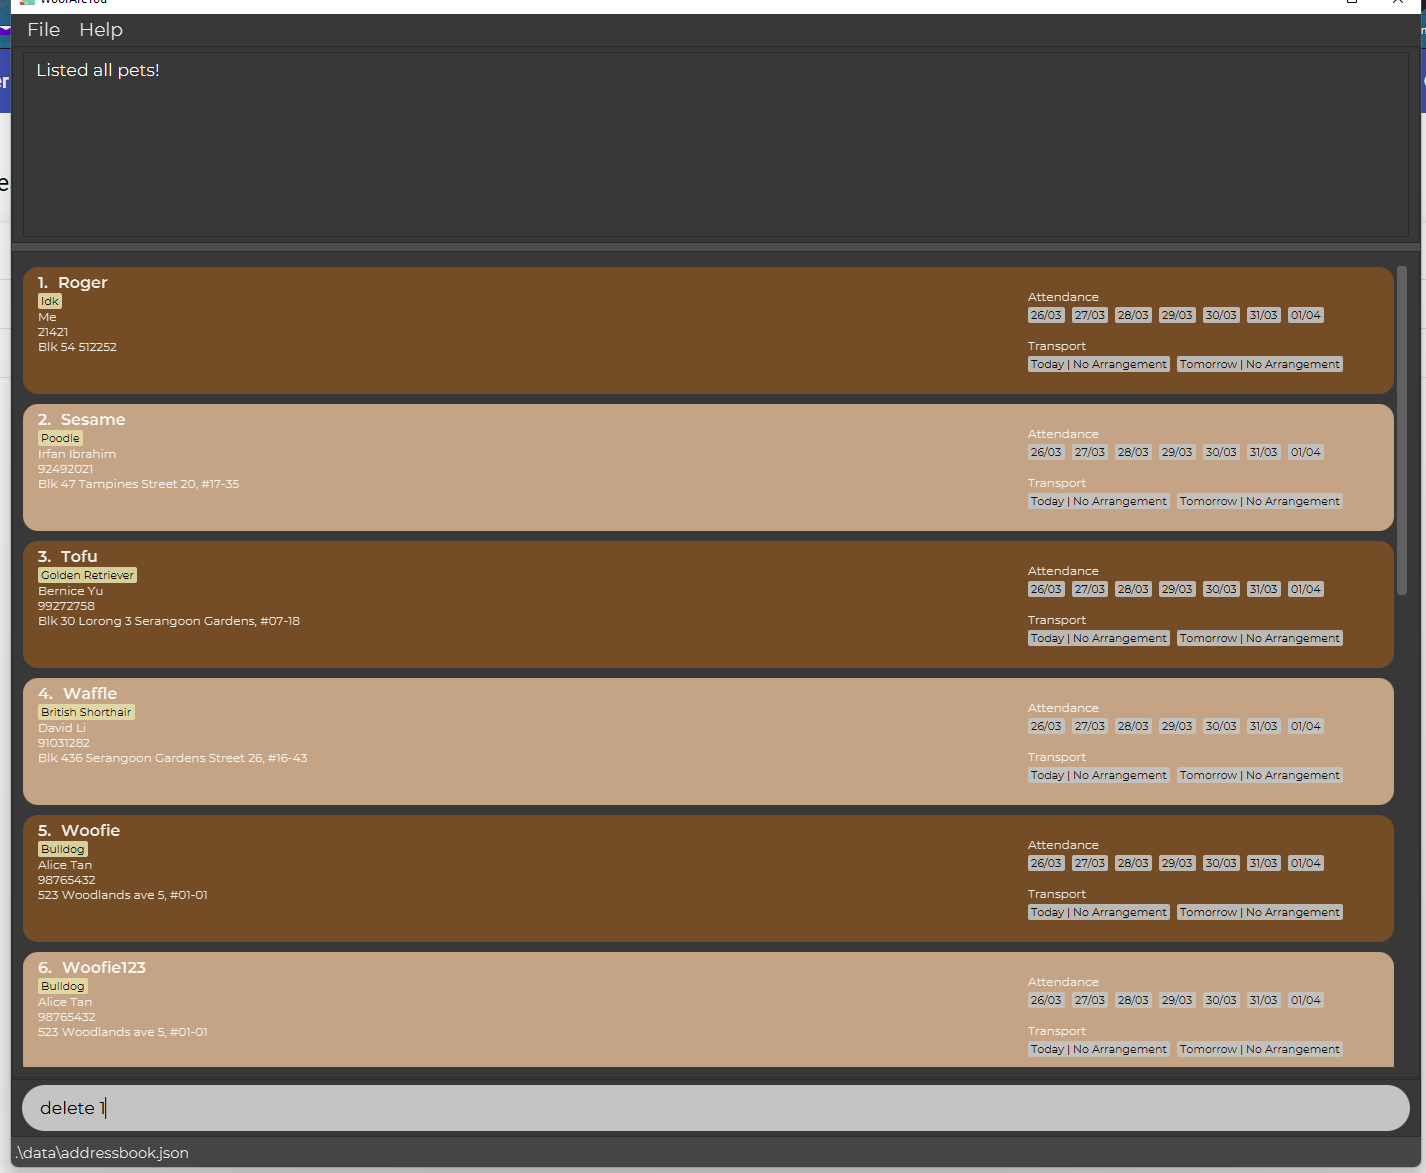 WoofAreYou
File Help
Listed all pets!
1. Roger
Idk
Me
21421
Blk 54 512252
Attendance
26/03 27/03 28/03 29/03 30/03 31/03 01/04
Transport
Today | No Arrangement Tomorrow | No Arrangement
2. Sesame
Poodle
Irfan Ibrahim
92492021
Blk 47 Tampines Street 20, #17-35
Attendance
26/03 27/03 28/03 29/03 30/03 31/03 01/04
Transport
Today | No Arrangement Tomorrow | No Arrangement
3. Tofu
Golden Retriever
Bernice Yu
99272758
Blk 30 Lorong 3 Serangoon Gardens, #07-18
Attendance
26/03 27/03 28/03 29/03 30/03 31/03 01/04
Transport
Today | No Arrangement Tomorrow | No Arrangement
4. Waffle
British Shorthair
David Li
91031282
Blk 436 Serangoon Gardens Street 26, #16-43
Attendance
26/03 27/03 28/03 29/03 30/03 31/03 01/04
Transport
Today | No Arrangement Tomorrow | No Arrangement
5. Woofie
Bulldog
Alice Tan
98765432
523 Woodlands ave 5, #01-01
Attendance
26/03 27/03 28/03 29/03 30/03 31/03 01/04
Transport
Today | No Arrangement Tomorrow | No Arrangement
6. Woofie123
Bulldog
Alice Tan
98765432
523 Woodlands ave 5, #01-01
Attendance
26/03 27/03 28/03 29/03 30/03 31/03 01/04
Transport
Today | No Arrangement Tomorrow | No Arrangement
delete 1
.\data\addressbook.json